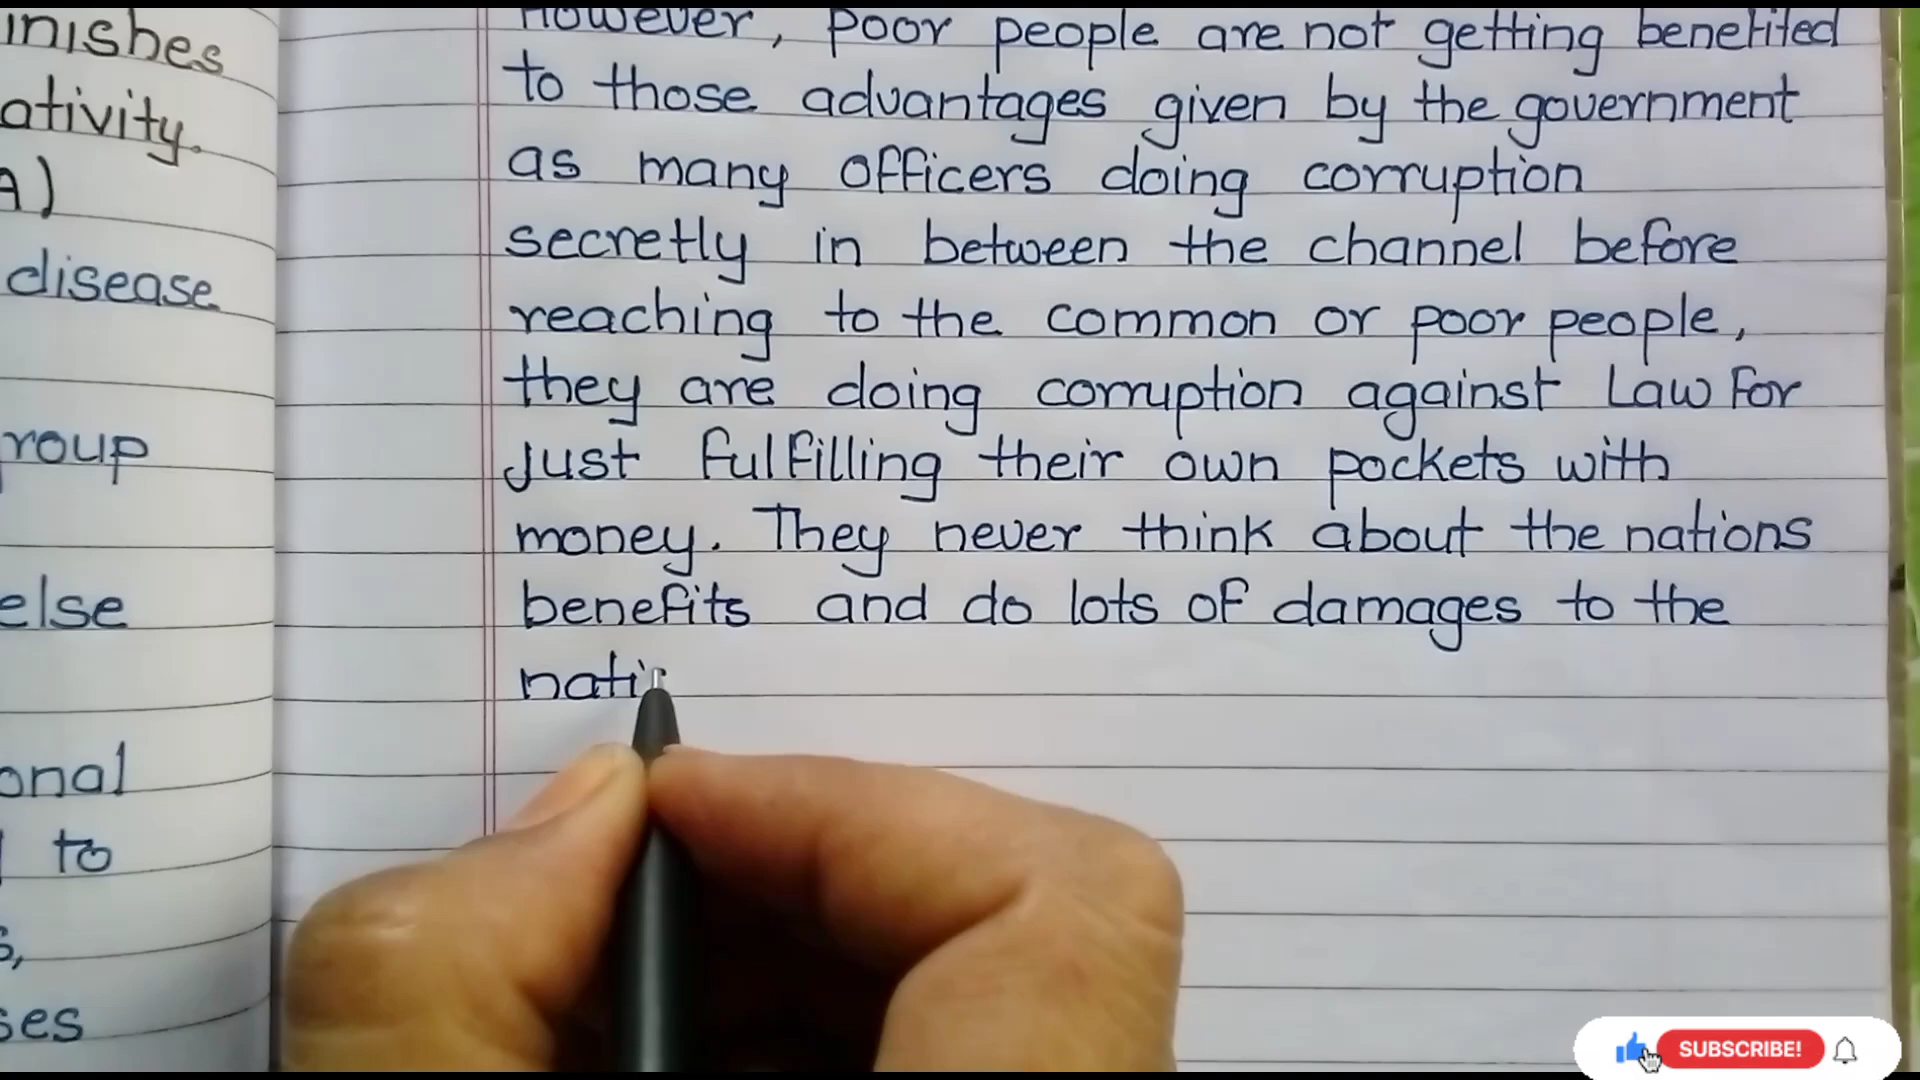 inishes
ativity.
A)
disease
roup
else
onal
to
s,
ses
However, poor people are not getting benefited
to those advantages given by the government
as many officers doing corruption
secretly in between the channel before
reaching to the common or poor people,
they are doing corruption against law for
just fulfilling their own pockets with
money. They never think about the nations
benefits and do lots of damages to the
nati
SUBSCRIBE!